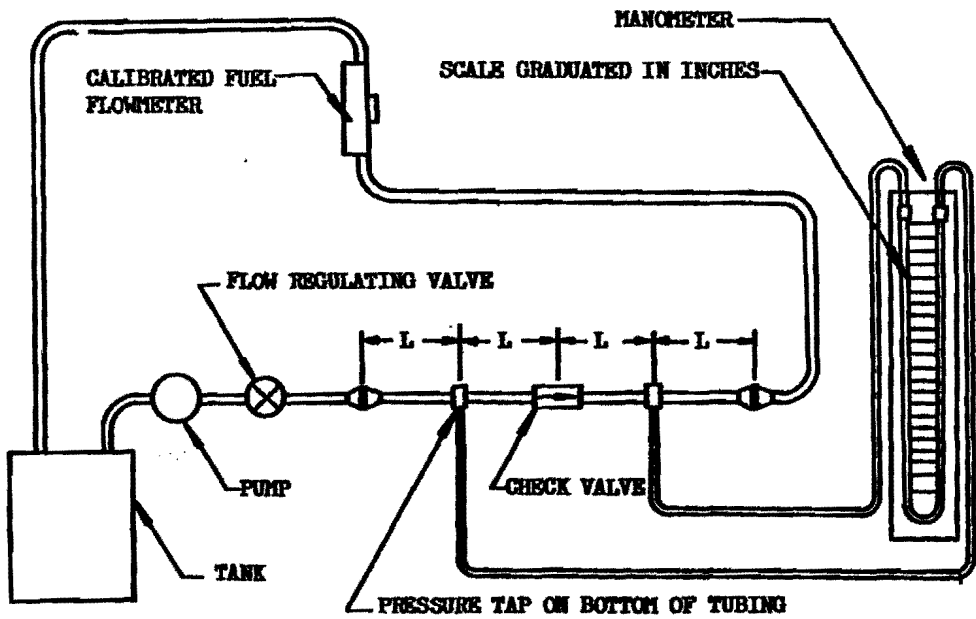 MANOMETER
SCALE GRADUATED IN INCHES
CALIBRATED FUEL
FLOWMETER
FLOW REGULATING VALVE
L
L
L
L
PUMP
CHECK VALVE
TANK
PRESSURE TAP ON BOTTOM OF TUBING